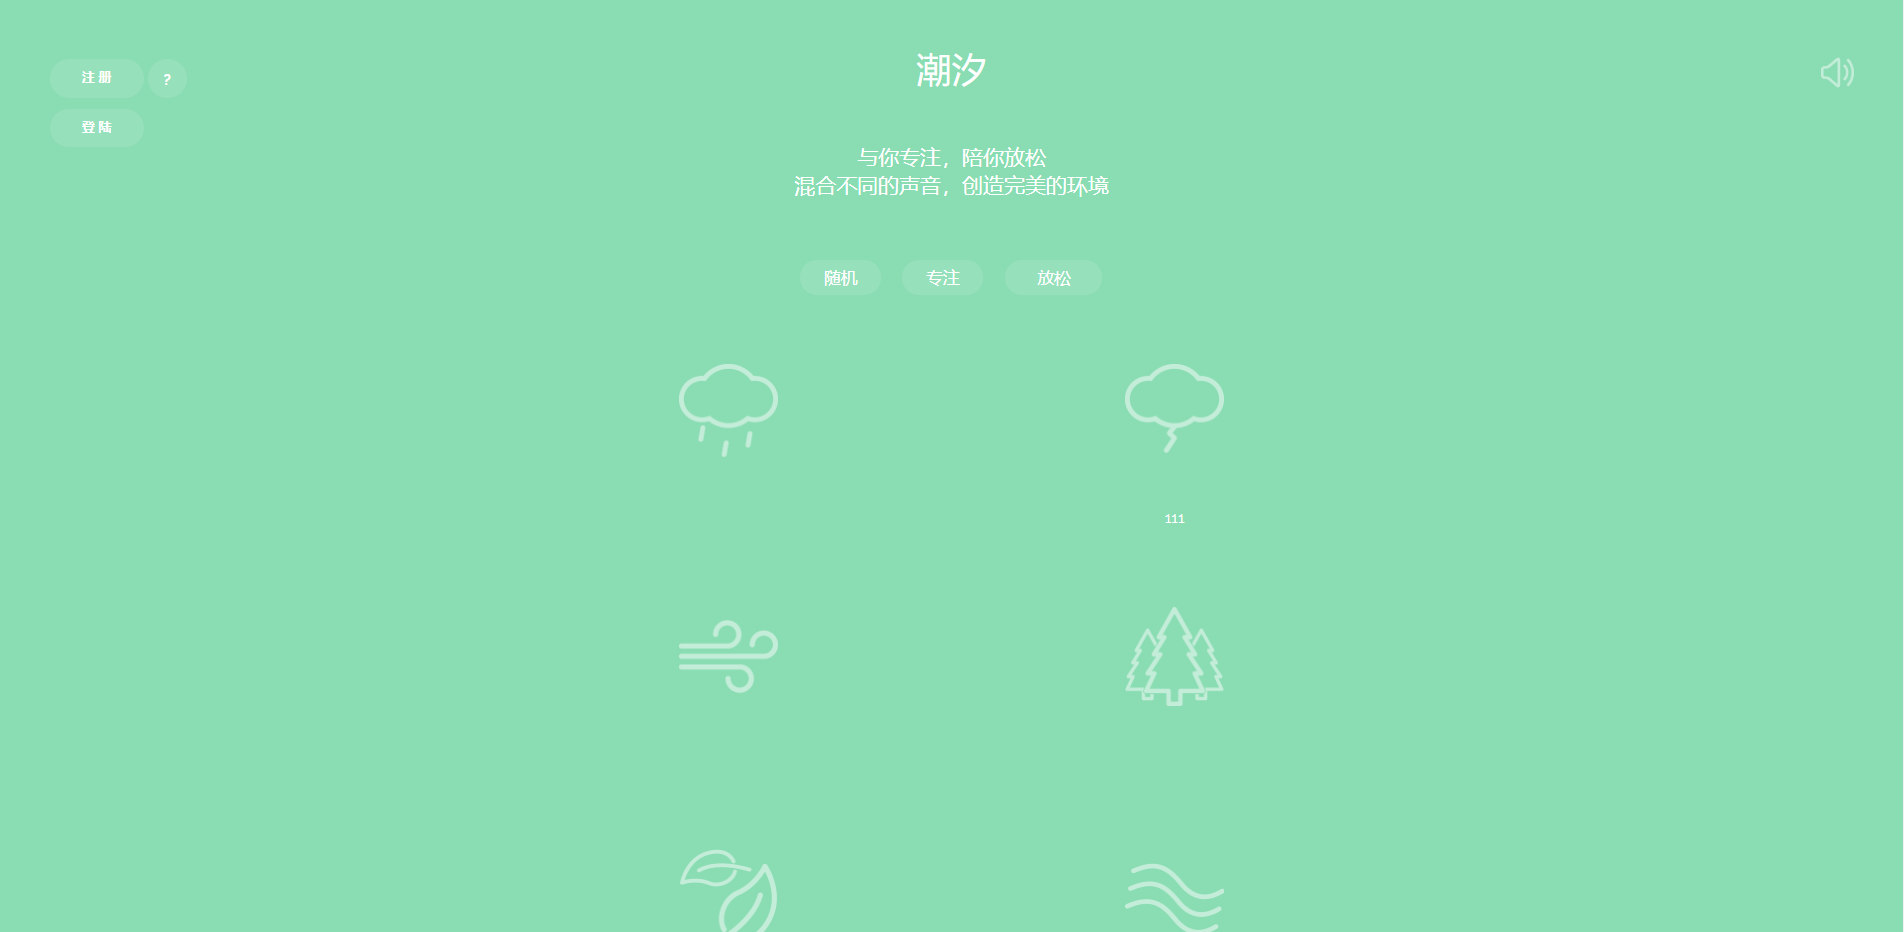 潮汐
注 册
?
登 陆
与你专注，陪你放松
混合不同的声音，创造完美的环境
随机 专注 放松
111